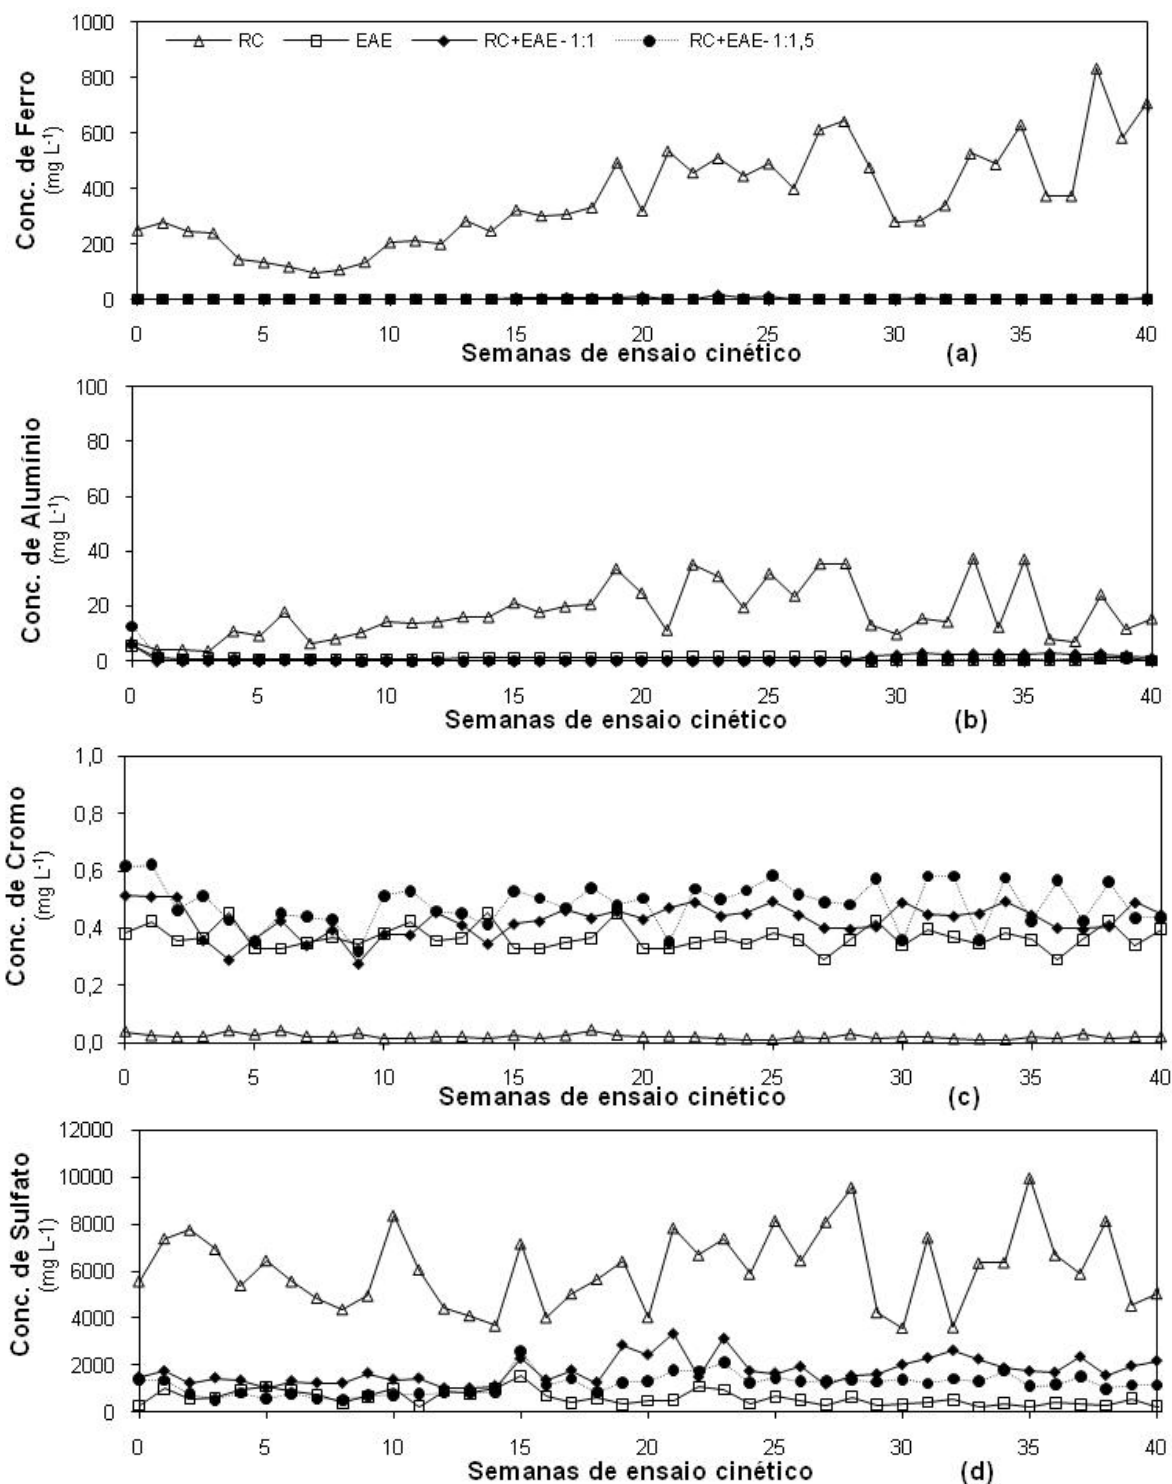 Conc. de Ferro
(mg L-1)
1000
800
600
400
200
0
RC EAE RC+EAE-1:1 RC+EAE-1:1,5
0 5 10 15 20 25 30 35 40
Semanas de ensaio cinético (a)
Conc. de Alumínio
(mg L-1)
100
80
60
40
20
0
0 5 10 15 20 25 30 35 40
Semanas de ensaio cinético (b)
Conc. de Cromo
(mg L-1)
1,0
0,8
0,6
0,4
0,2
0,0
0 5 10 15 20 25 30 35 40
Semanas de ensaio cinético (c)
Conc. de Sulfato
(mg L-1)
12000
10000
8000
6000
4000
2000
0
0 5 10 15 20 25 30 35 40
Semanas de ensaio cinético (d)